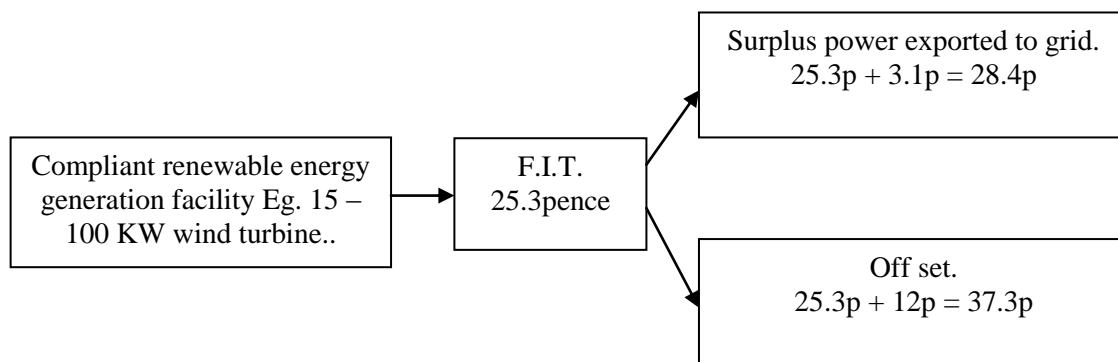 Compliant renewable energy
generation facility Eg. 15 –
100 KW wind turbine..
F.I.T.
25.3pence
Surplus power exported to grid.
25.3p + 3.1p = 28.4p
Off set.
25.3p + 12p = 37.3p